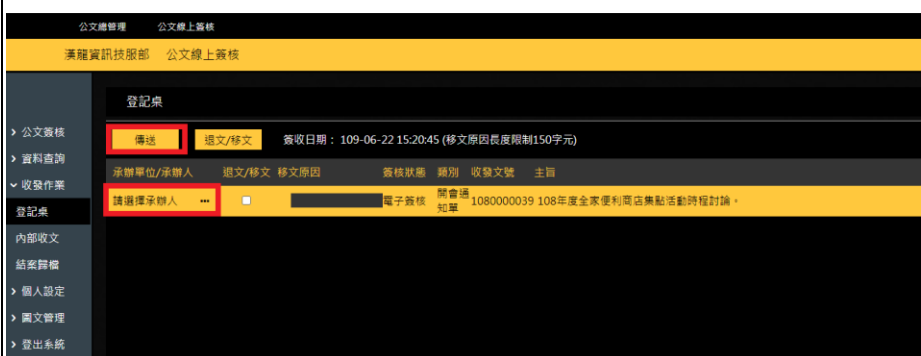 公文總管理 公文線上簽核
漢龍資訊技服部 公文線上簽核
登記桌
傳送 退文/移文 簽收日期： 109-06-22 15:20:45 (移文原因長度限制150字元)
承辦單位/承辦人 退文/移文 移文原因 簽核狀態 類別 收發文號 主旨
請選擇承辦人 ••• 電子簽核 開會通知單 1080000039 108年度全家便利商店集點活動時程討論。
公文簽核
資料查詢
收發作業
登記桌
內部收文
結案歸檔
個人設定
圖文管理
登出系統